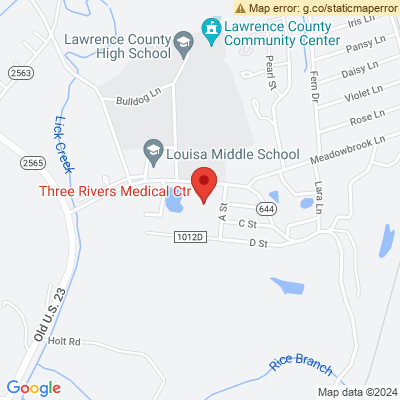 Map error: g.co/staticmaperror
Lawrence County
Community Center
Lawrence County
High School
Iris Ln
Pansy Ln
Daisy Ln
Violet Ln
Rose Ln
Pearl St
Fern Dr
2563
Bulldog Ln
Lick Creek
2565
Louisa Middle School
Meadowbrook Ln
Three Rivers Medical Ctr
Lara Ln
644
A St
C St
1012D
D St
Old U.S. 23
Holt Rd
Rice Branch
Google
Map data ©2024